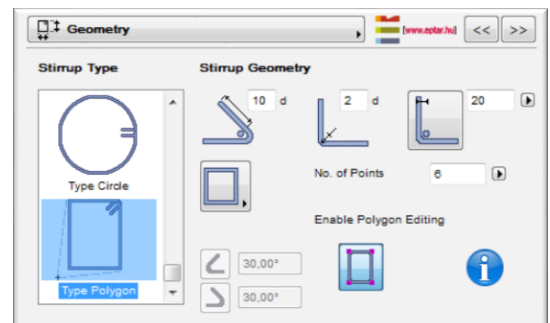 Geometry
[www.eptar.hu]
<< >>
Stirrup Type
Stirrup Geometry
10 d
2 d
20
Type Circle
No. of Points 6
Enable Polygon Editing
Type Polygon
30,00°
30,00°
i